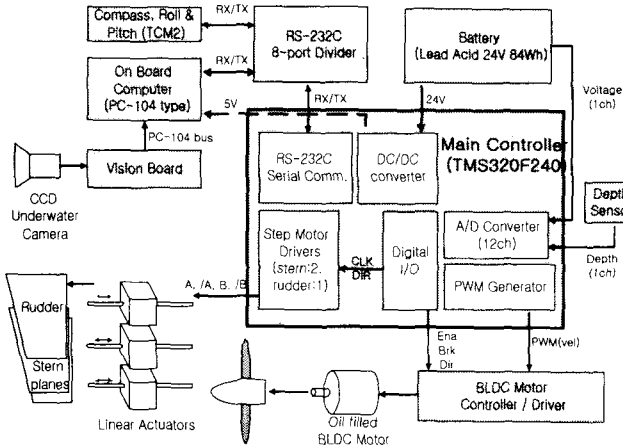 Compass, Roll &
Pitch (TCM2)
RX/TX
RS-232C
8-port Divider
Battery
(Lead Acid 24V 84Wh)
On Board
Computer
(PC-104 type)
RX/TX
5V
RX/TX
24V
Voltage
(1ch)
PC-104 bus
Vision Board
CCD
Underwater
Camera
RS-232C
Serial Comm.
DC/DC
converter
Main Controller
(TMS320F240)
Depth
Sensor
Step Motor
Drivers
(stern:2,
rudder:1)
CLK
DIR
Digital
I/O
A/D Converter
(12ch)
Depth
(1ch)
PWM Generator
A, /A, B, /B
Rudder
Stern
planes
Linear Actuators
Ena
Brk
Dir
PWM(vel)
BLDC Motor
Controller / Driver
Oil filled
BLDC Motor